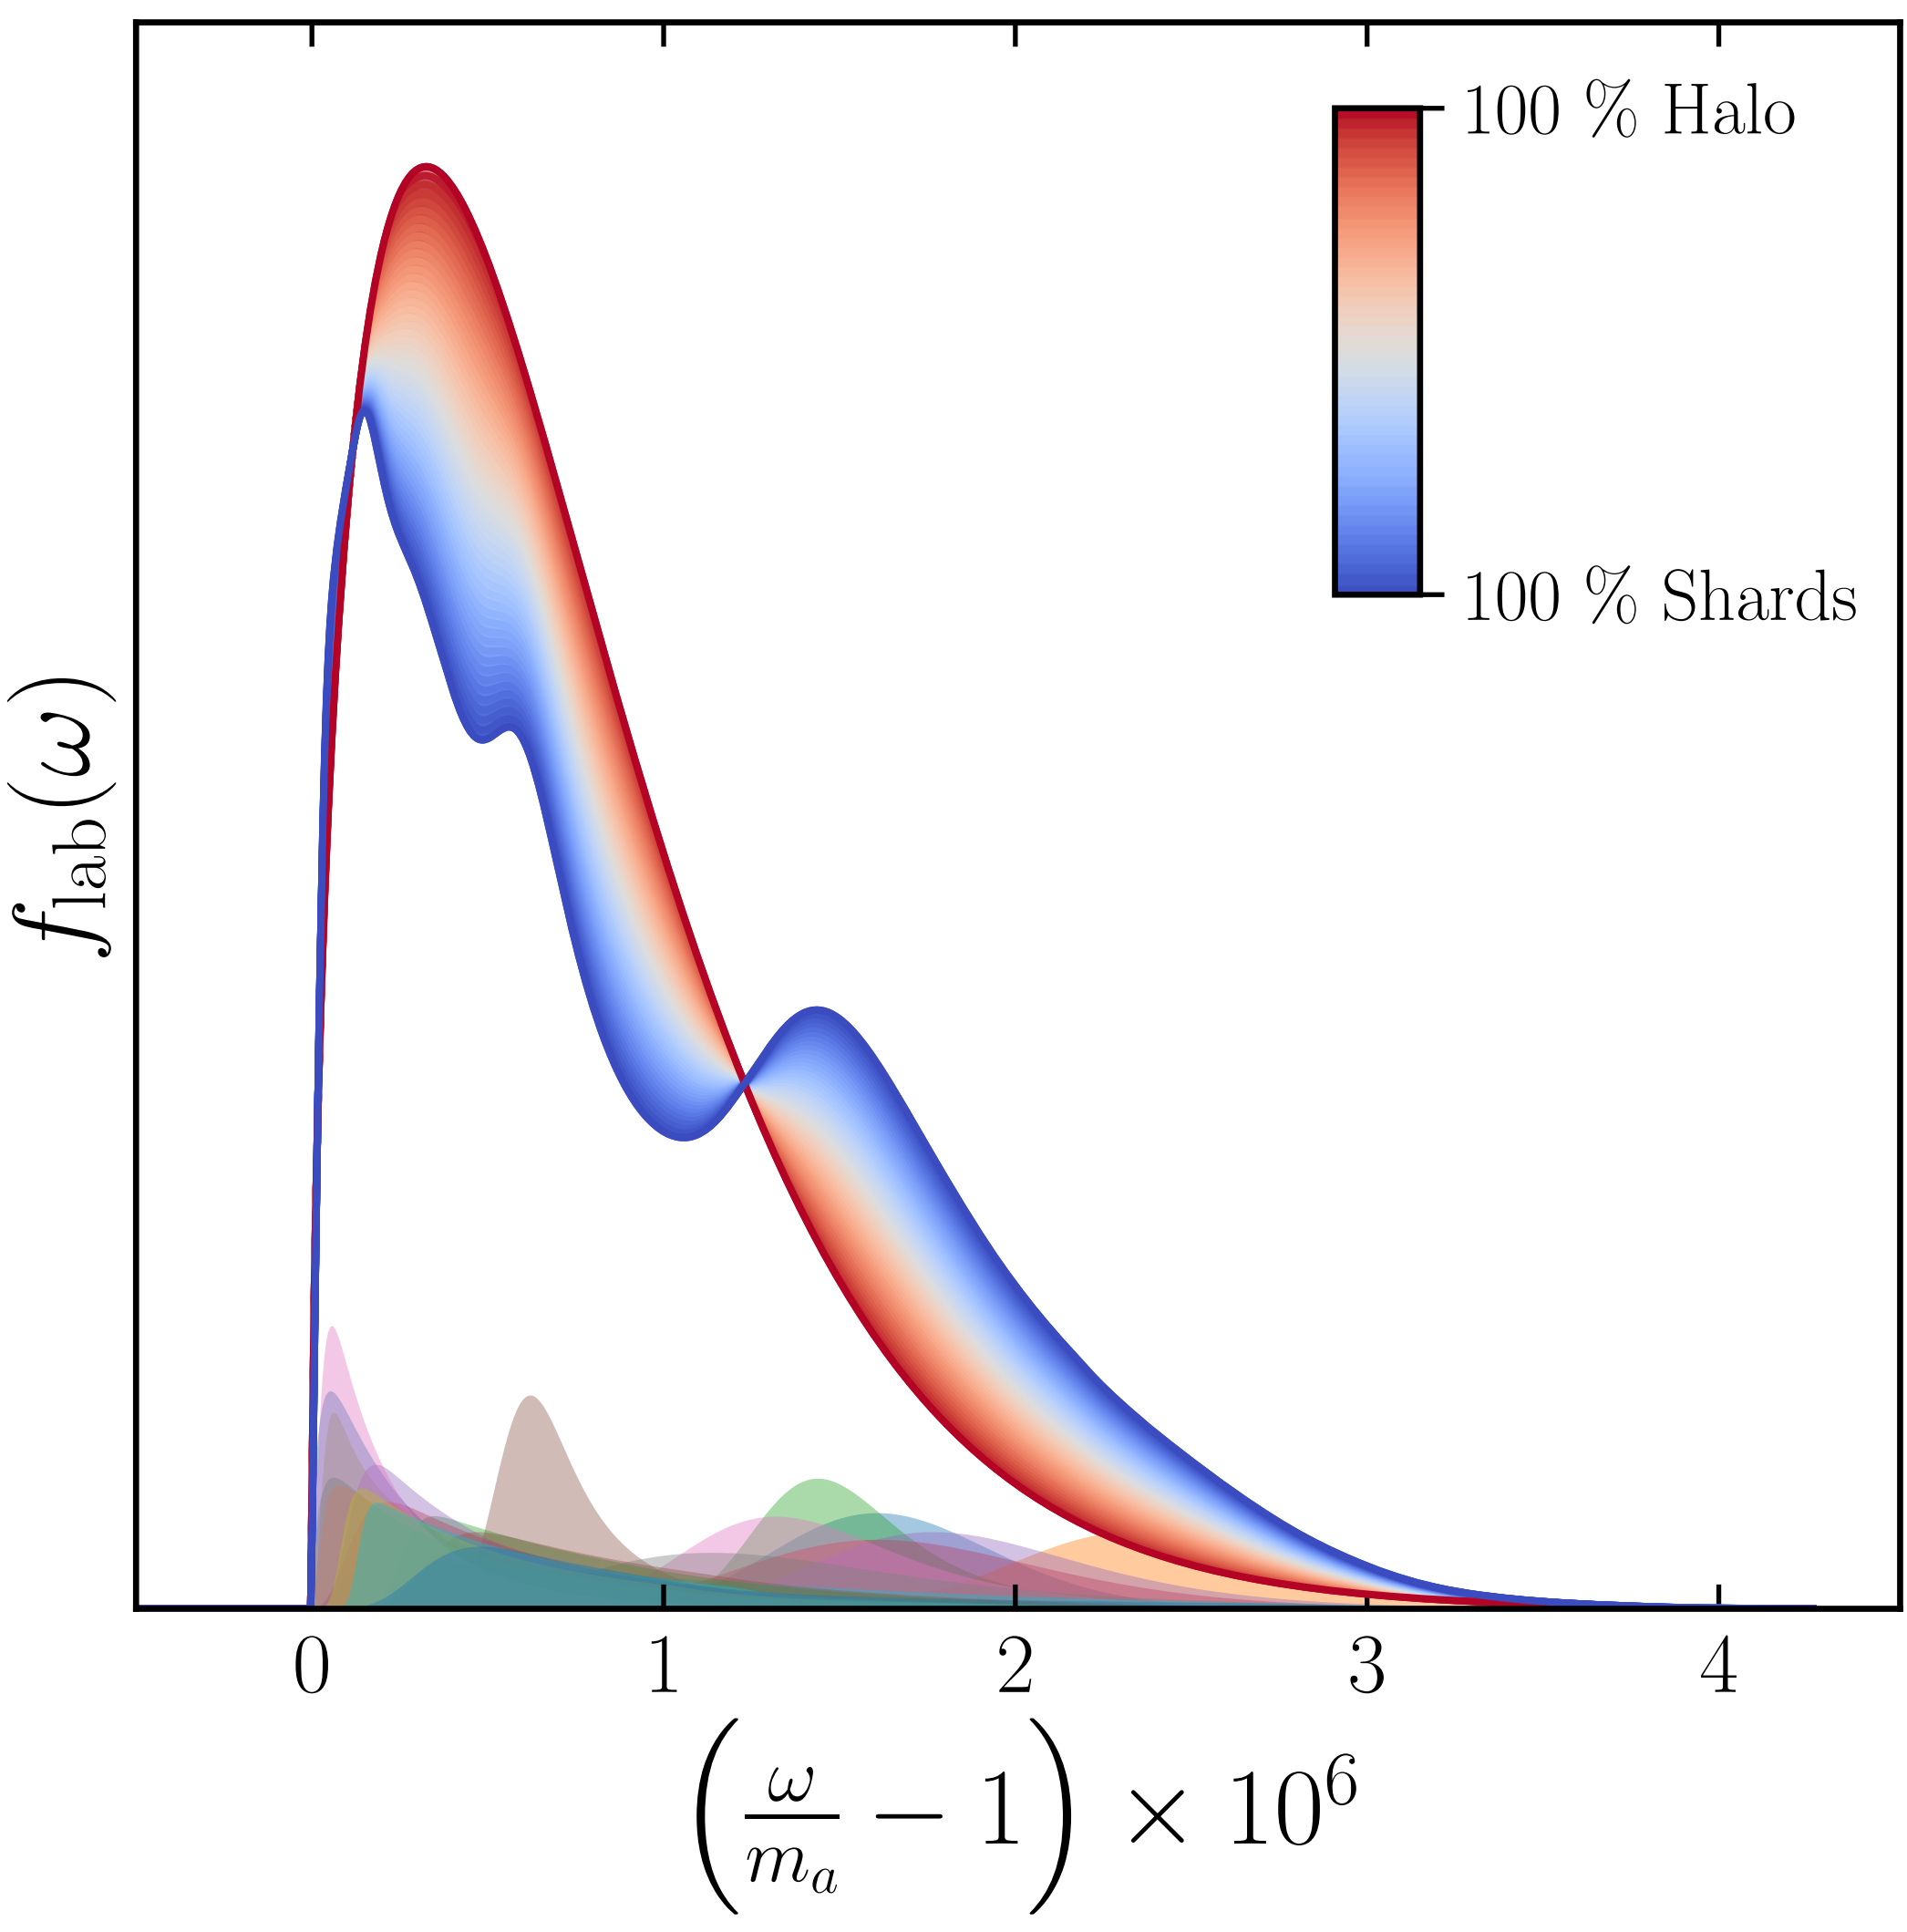 100 % Halo
100 % Shards
f_lab(ω)
0 1 2 3 4
(ω/m_a − 1) × 10^6